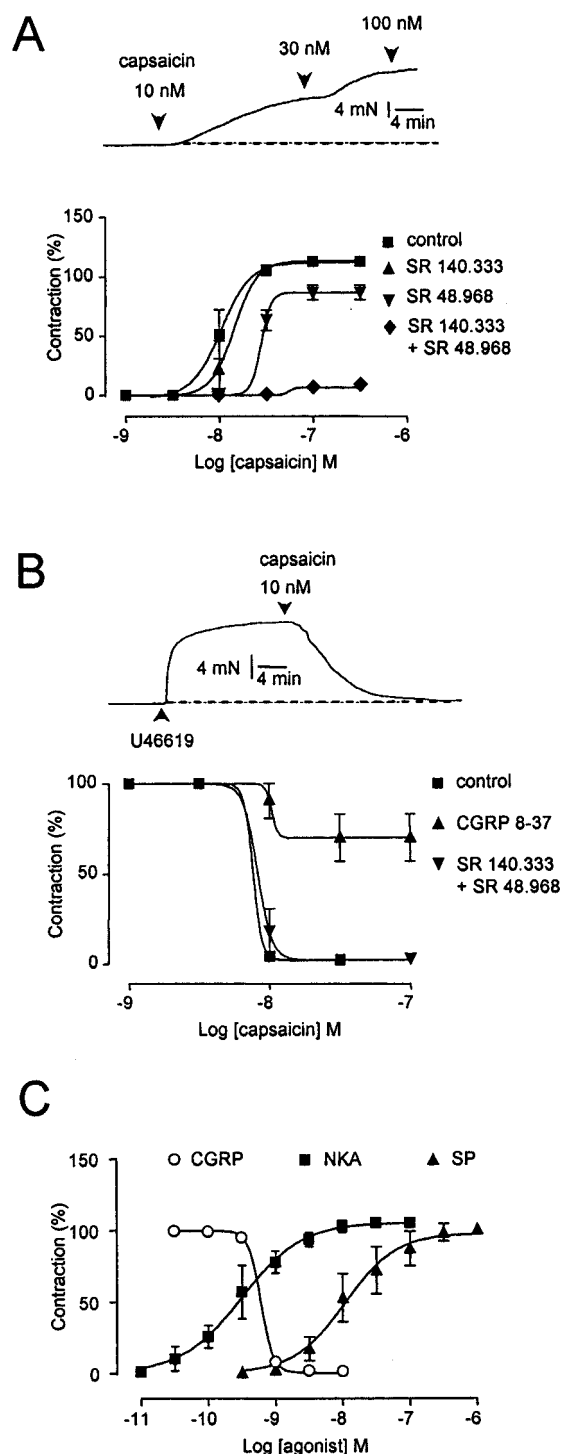 A
capsaicin
10 nM
30 nM
100 nM
4 mN
4 min
150
100
50
0
Contraction (%)
control
SR 140.333
SR 48.968
SR 140.333
+ SR 48.968
-9 -8 -7 -6
Log [capsaicin] M
B
capsaicin
10 nM
4 mN
4 min
U46619
100
50
0
Contraction (%)
control
CGRP 8-37
SR 140.333
+ SR 48.968
-9 -8 -7
Log [capsaicin] M
C
CGRP NKA SP
150
100
50
0
Contraction (%)
-11 -10 -9 -8 -7 -6
Log [agonist] M